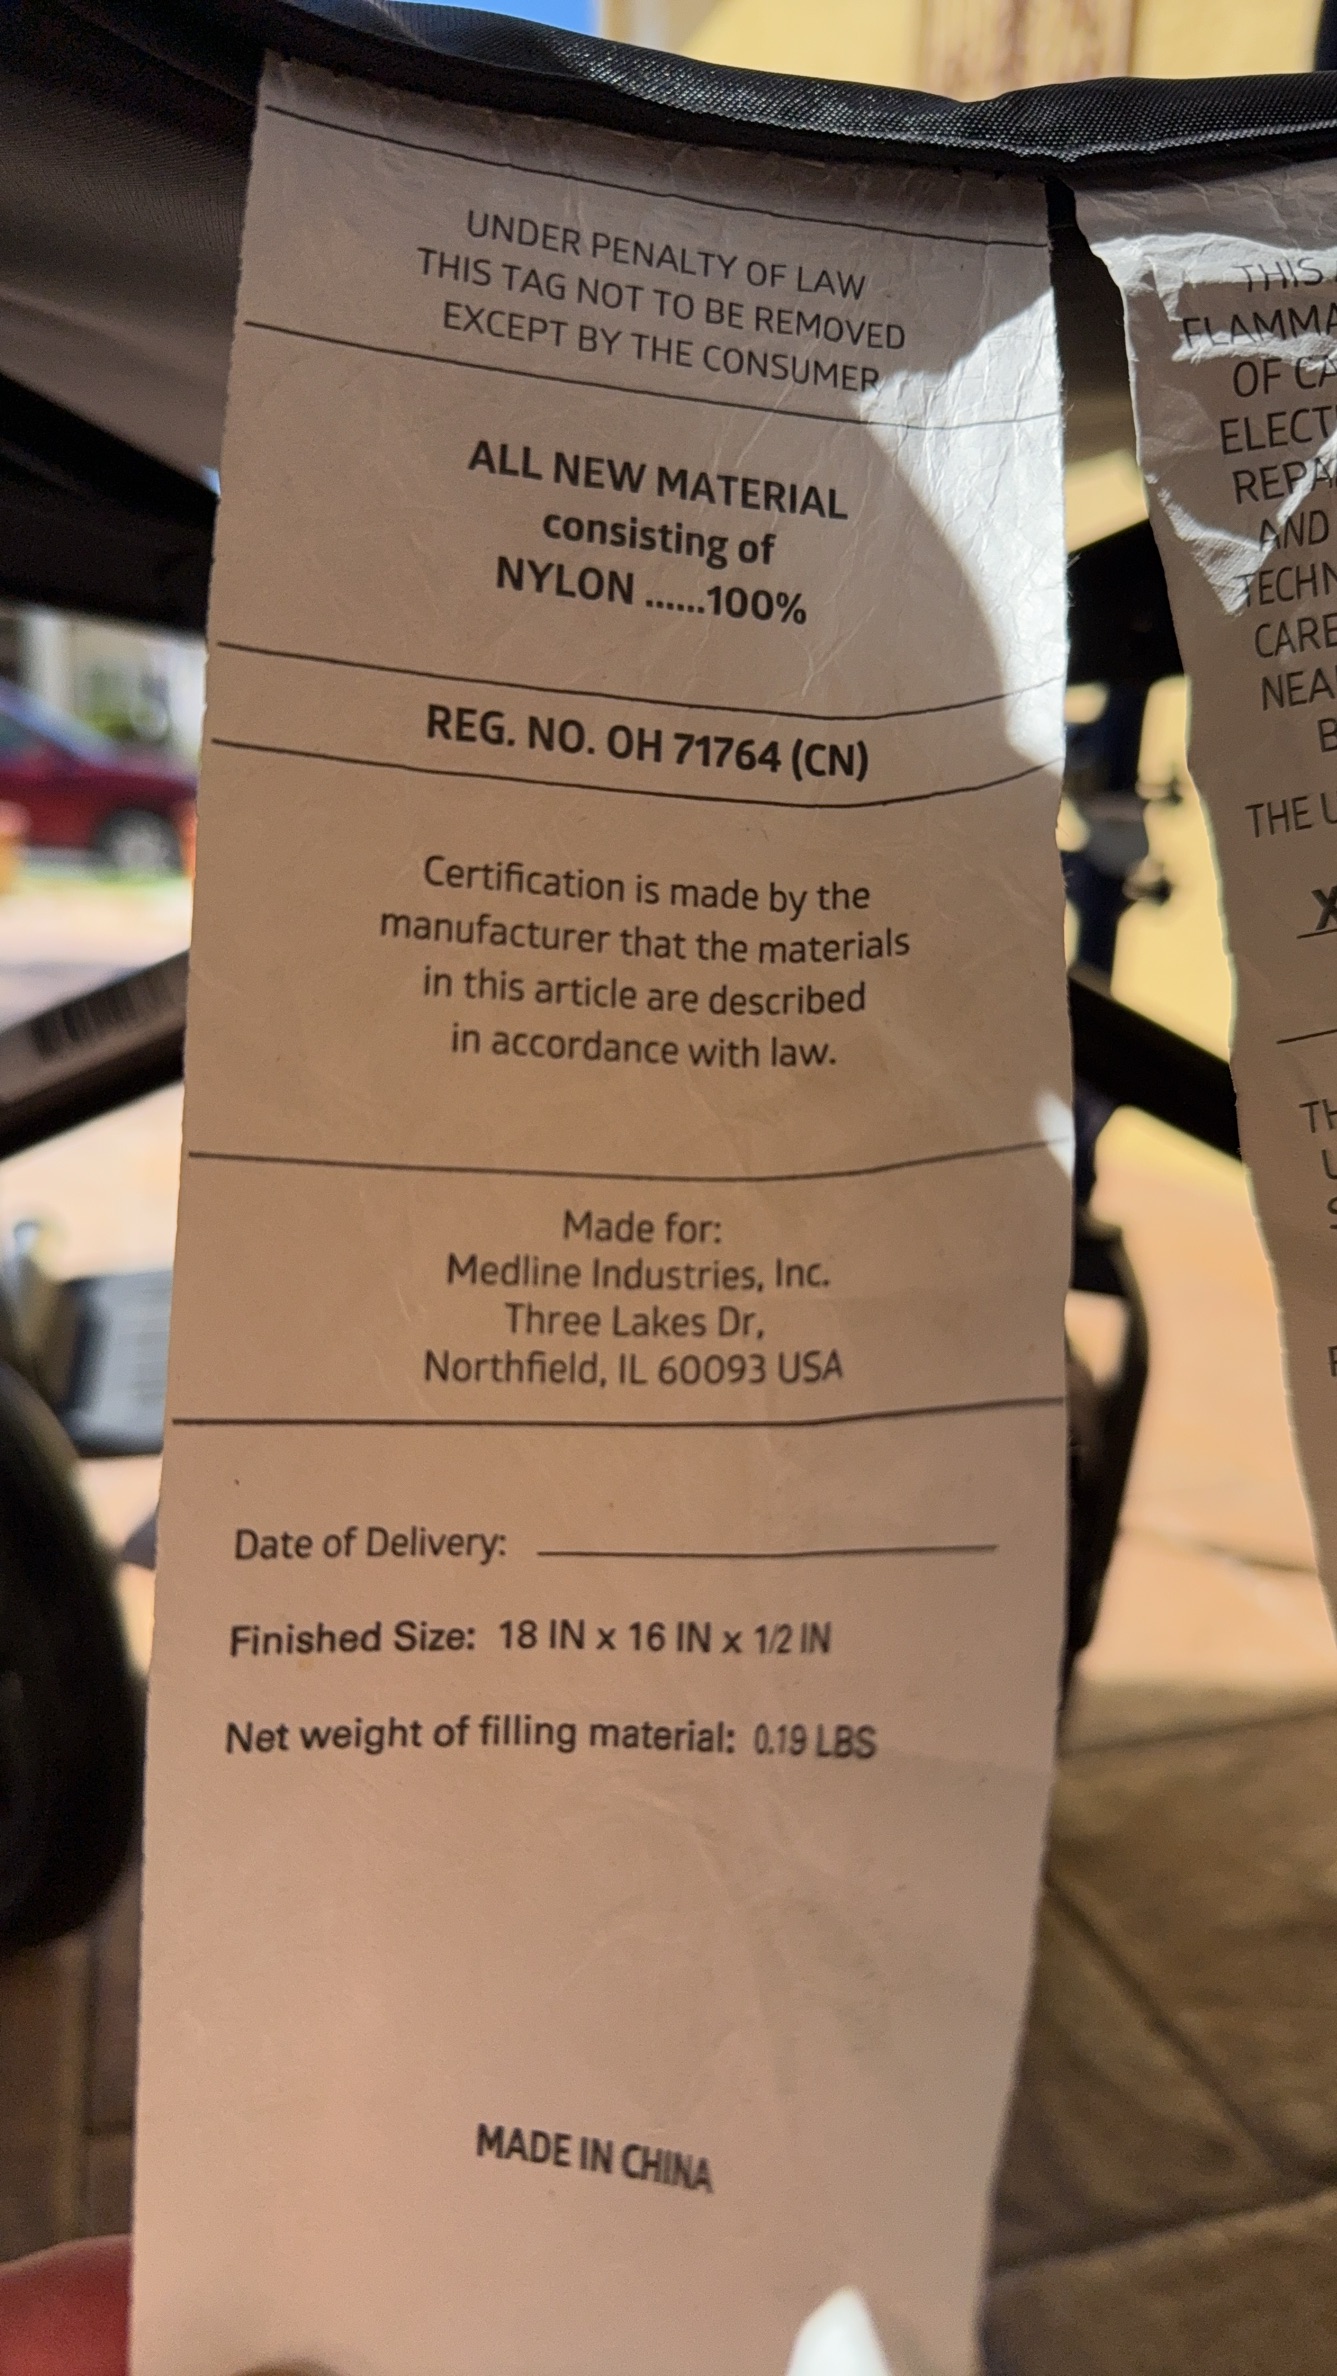 UNDER PENALTY OF LAW
THIS TAG NOT TO BE REMOVED
EXCEPT BY THE CONSUMER
ALL NEW MATERIAL
consisting of
NYLON ......100%
REG. NO. OH 71764 (CN)
Certification is made by the
manufacturer that the materials
in this article are described
in accordance with law.
Made for:
Medline Industries, Inc.
Three Lakes Dr,
Northfield, IL 60093 USA
Date of Delivery:
Finished Size: 18 IN x 16 IN x 1/2 IN
Net weight of filling material: 0.19 LBS
MADE IN CHINA
THIS
OF
AND
THE